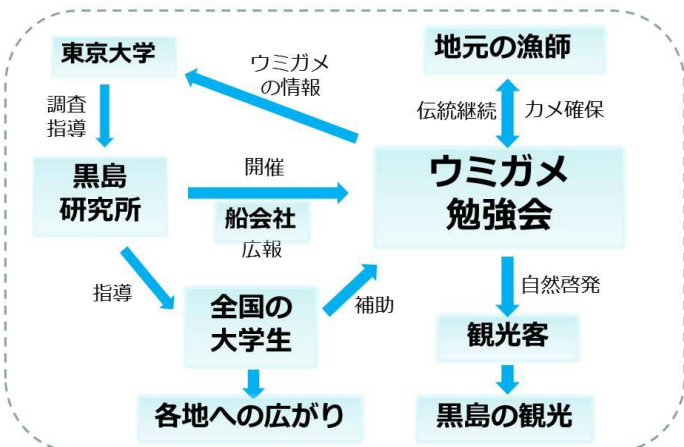 東京大学
ウミガメ
の情報
地元の漁師
調査
指導
伝統継続
カメ確保
黒島
研究所
開催
船会社
広報
ウミガメ
勉強会
指導
全国の
大学生
補助
自然啓発
観光客
各地への広がり
黒島の観光